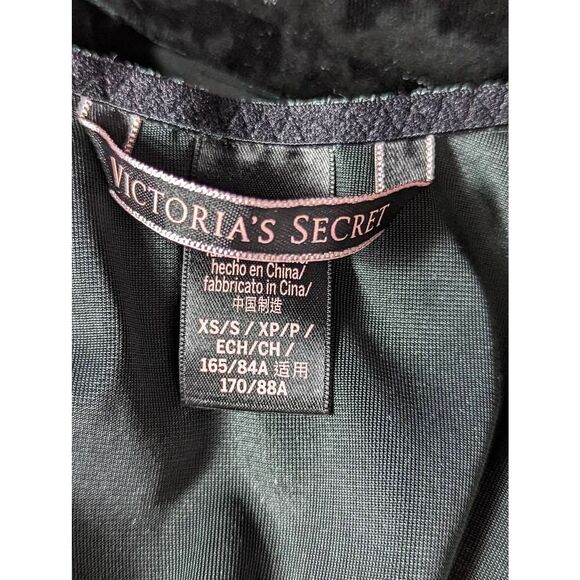 VICTORIA'S SECRET
hecho en China/
fabbricato in Cina/
中国制造
XS/S / XP/P /
ECH/CH /
165/84A 适用
170/88A